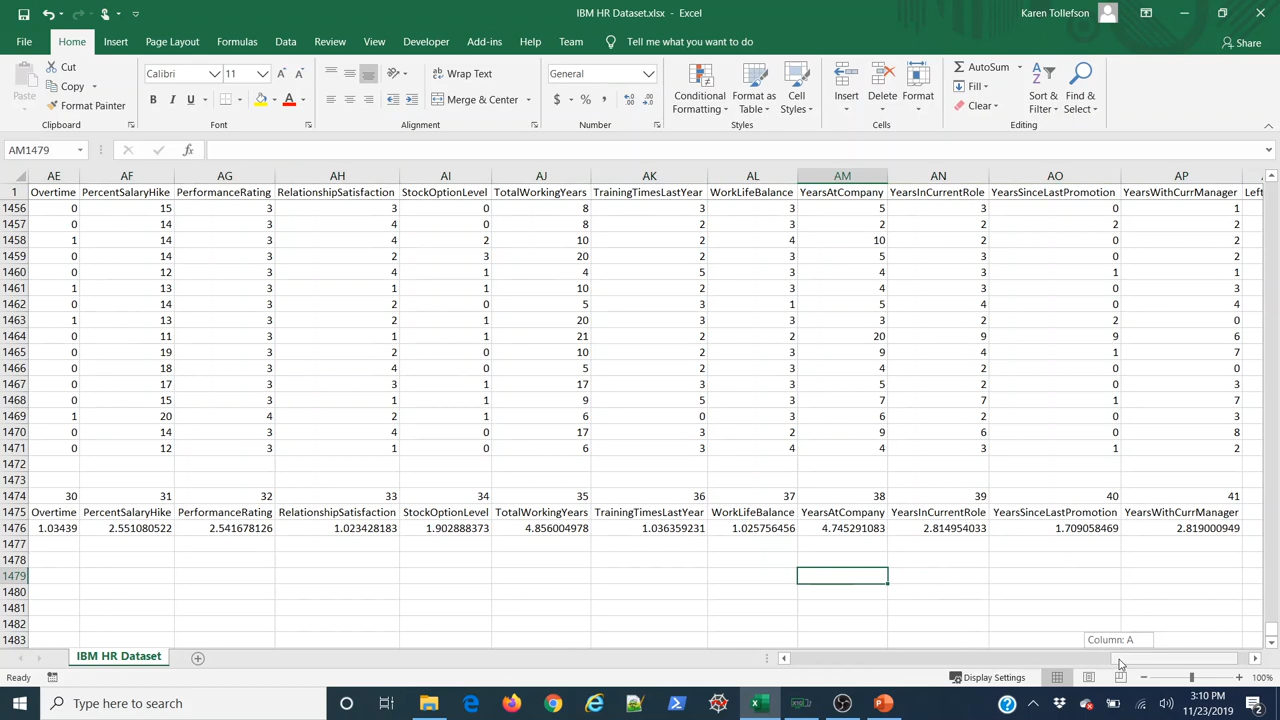 IBM HR Dataset.xlsx - Excel
Karen Tollefson
File Home Insert Page Layout Formulas Data Review View Developer Add-ins Help Team Tell me what you want to do Share
Paste Cut Copy Format Painter
Calibri 11
B I U A
Wrap Text
Merge & Center
General
$ % ,
Conditional Formatting
Format as Table
Cell Styles
Insert Delete Format
AutoSum
Fill
Clear
Sort & Filter
Find & Select
Clipboard Font Alignment Number Styles Cells Editing
AM1479 fx
AE AF AG AH AI AJ AK AL AM AN AO AP
1 Overtime PercentSalaryHike PerformanceRating RelationshipSatisfaction StockOptionLevel TotalWorkingYears TrainingTimesLastYear WorkLifeBalance YearsAtCompany YearsInCurrentRole YearsSinceLastPromotion YearsWithCurrManager Left
1456 0 15 3 3 0 8 3 3 5 3 0 1
1457 0 14 3 4 0 8 2 3 2 2 2 2
1458 1 14 3 4 2 10 2 4 10 2 0 2
1459 0 14 3 2 3 20 2 3 5 3 0 2
1460 0 12 3 4 1 4 5 3 4 3 1 1
1461 1 13 3 1 1 10 2 3 4 3 0 3
1462 0 14 3 2 0 5 3 1 5 4 0 4
1463 1 13 3 2 1 20 3 3 3 2 2 0
1464 0 11 3 1 1 21 2 2 20 9 9 6
1465 0 19 3 2 0 10 2 3 9 4 1 7
1466 0 18 3 4 0 5 2 3 4 2 0 0
1467 0 17 3 3 1 17 3 3 5 2 0 3
1468 0 15 3 1 1 9 5 3 7 7 1 7
1469 1 20 4 2 1 6 0 3 6 2 0 3
1470 0 14 3 4 0 17 3 2 9 6 0 8
1471 0 12 3 1 0 6 3 4 4 3 1 2
1472
1473
1474 30 31 32 33 34 35 36 37 38 39 40 41
1475 Overtime PercentSalaryHike PerformanceRating RelationshipSatisfaction StockOptionLevel TotalWorkingYears TrainingTimesLastYear WorkLifeBalance YearsAtCompany YearsInCurrentRole YearsSinceLastPromotion YearsWithCurrManager
1476 1.03439 2.551080522 2.541678126 1.023428183 1.902888373 4.856004978 1.036359231 1.025756456 4.745291083 2.814954033 1.709058469 2.819000949
1477
1478
1479
1480
1481
1482
1483
Column: A
IBM HR Dataset
Ready Display Settings 100%
Type here to search
3:10 PM
11/23/2019